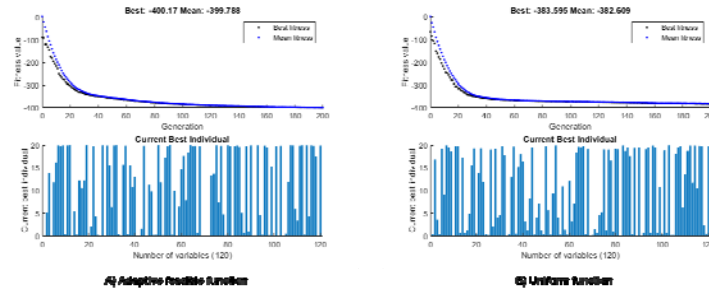 Best: -400.17 Mean: -399.788
0
-100
-200
-300
-400
Fitness value
Best fitness
Mean fitness
0 20 40 60 80 100 120 140 160 180 200
Generation
Current Best Individual
20
15
10
5
0
Current best individual
0 20 40 60 80 100 120
Number of variables (120)
A) Adaptive feasible function
Best: -383.595 Mean: -382.609
0
-100
-200
-300
-400
Fitness value
Best fitness
Mean fitness
0 20 40 60 80 100 120 140 160 180 200
Generation
Current Best Individual
20
15
10
5
0
Current best individual
0 20 40 60 80 100 120
Number of variables (120)
B) Uniform function